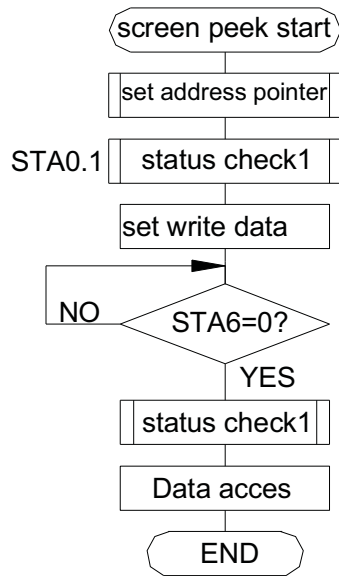 screen peek start
set address pointer
STA0.1
status check1
set write data
NO
STA6=0?
YES
status check1
Data acces
END